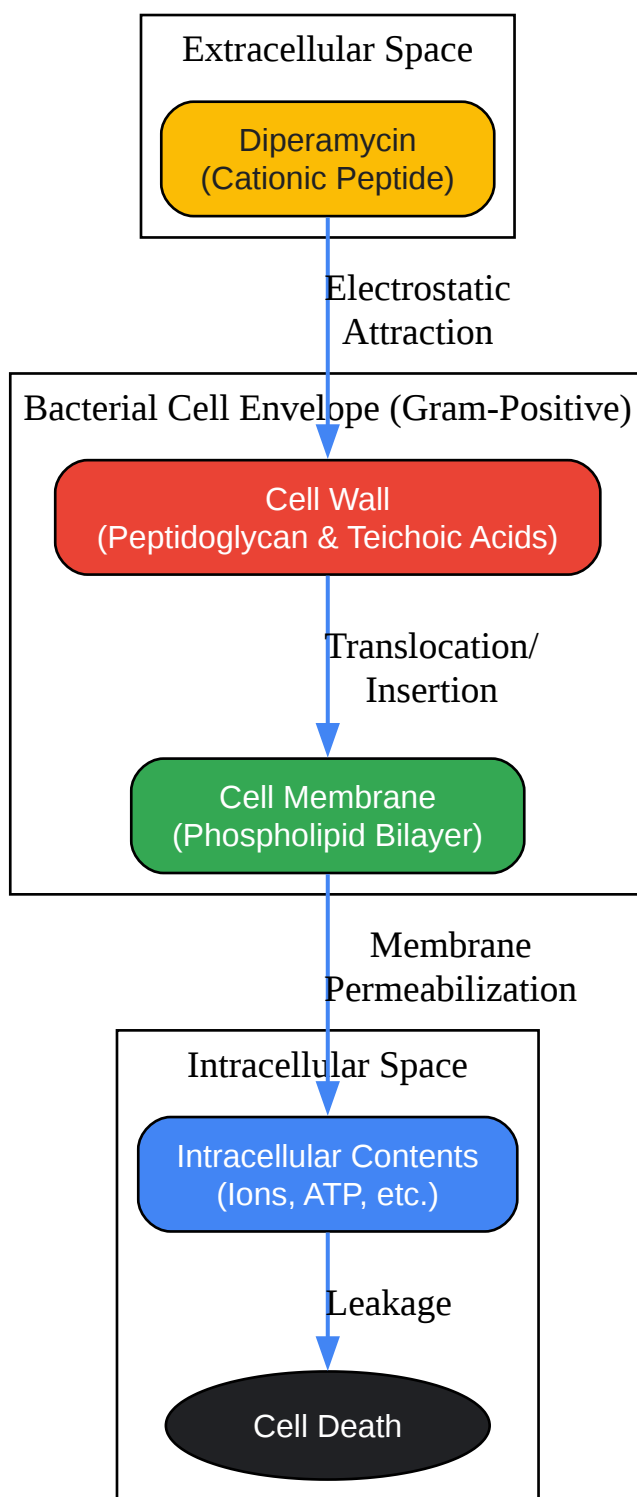 Extracellular Space
Diperamycin
(Cationic Peptide)
Electrostatic
Attraction
Bacterial Cell Envelope (Gram-Positive)
Cell Wall
(Peptidoglycan & Teichoic Acids)
Translocation/
Insertion
Cell Membrane
(Phospholipid Bilayer)
Membrane
Permeabilization
Intracellular Space
Intracellular Contents
(Ions, ATP, etc.)
Leakage
Cell Death